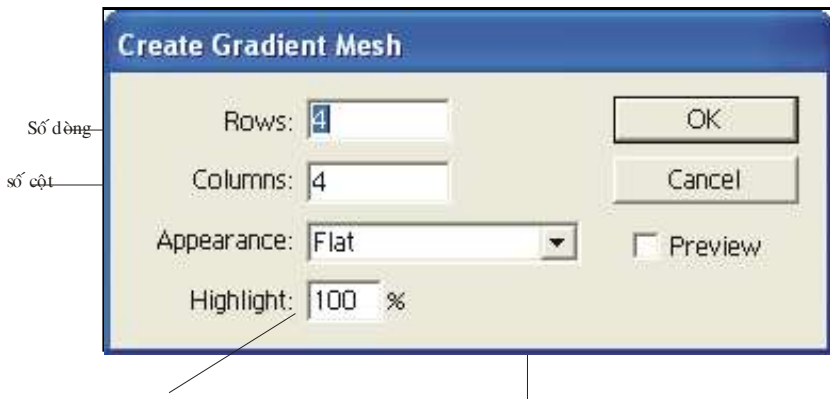 Create Gradient Mesh
Số dòng
Rows: 4
OK
số cột
Columns: 4
Cancel
Appearance: Flat
Preview
Highlight: 100 %